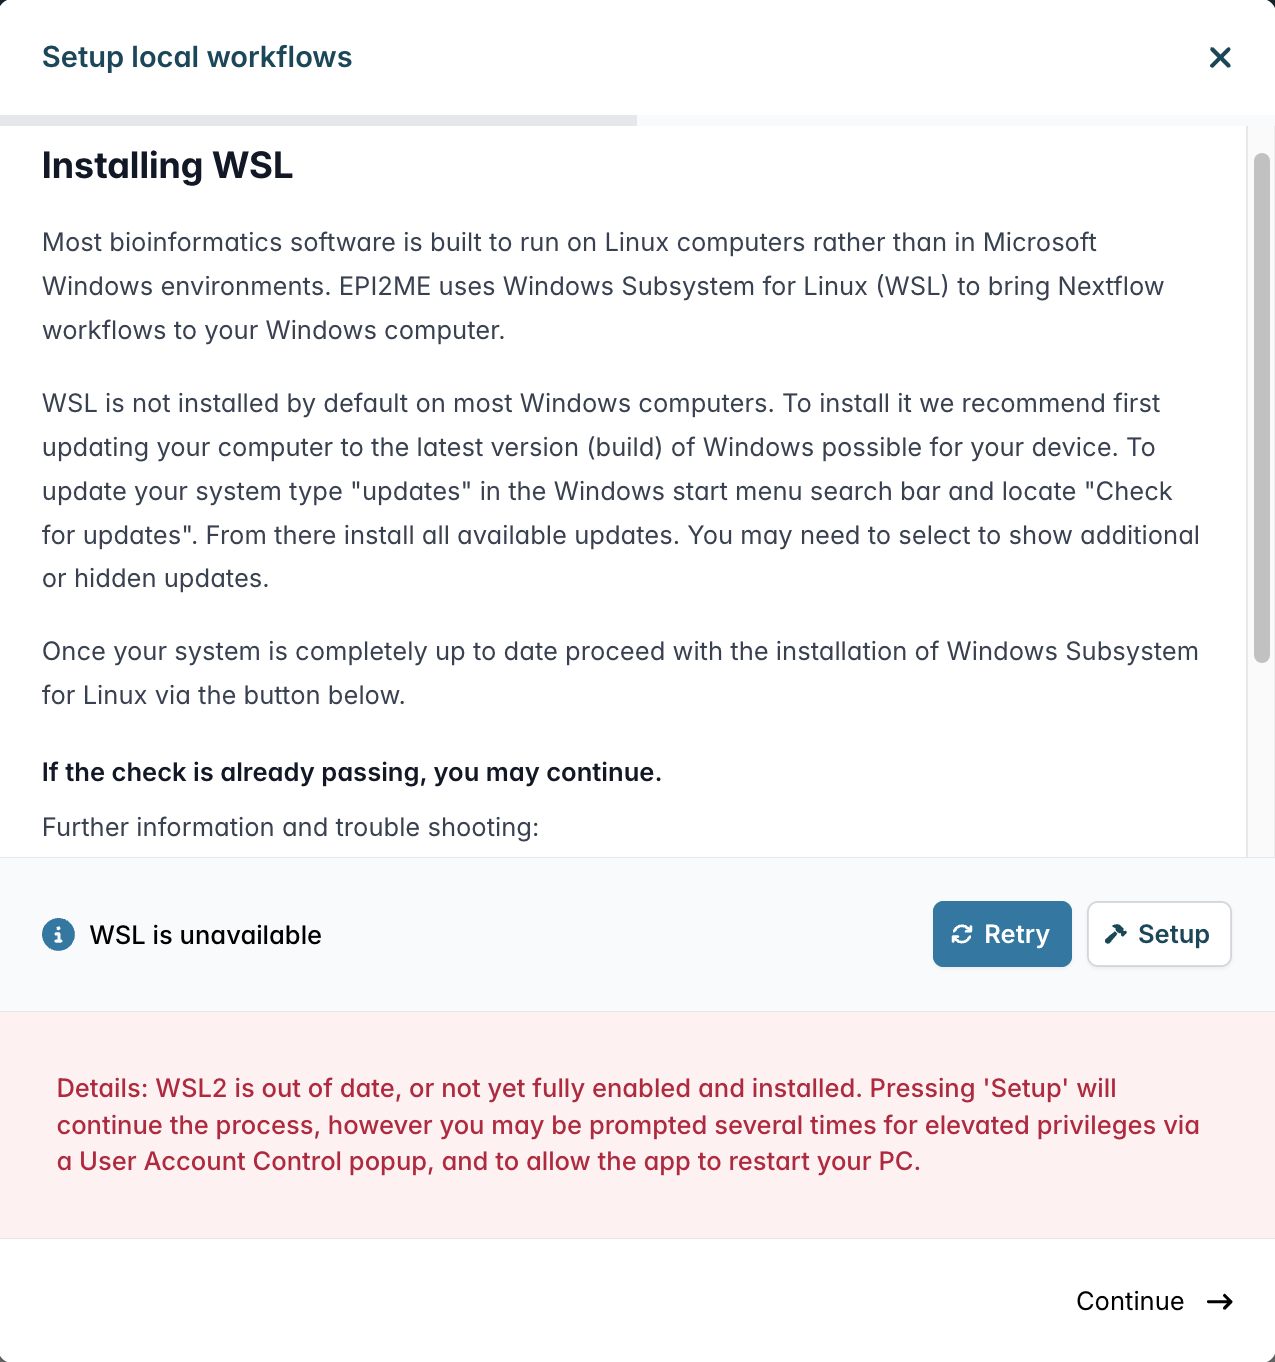 Setup local workflows
Installing WSL
Most bioinformatics software is built to run on Linux computers rather than in Microsoft
Windows environments. EPI2ME uses Windows Subsystem for Linux (WSL) to bring Nextflow
workflows to your Windows computer.
WSL is not installed by default on most Windows computers. To install it we recommend first
updating your computer to the latest version (build) of Windows possible for your device. To
update your system type "updates" in the Windows start menu search bar and locate "Check
for updates". From there install all available updates. You may need to select to show additional
or hidden updates.
Once your system is completely up to date proceed with the installation of Windows Subsystem
for Linux via the button below.
If the check is already passing, you may continue.
Further information and trouble shooting:
WSL is unavailable
Retry
Setup
Details: WSL2 is out of date, or not yet fully enabled and installed. Pressing 'Setup' will
continue the process, however you may be prompted several times for elevated privileges via
a User Account Control popup, and to allow the app to restart your PC.
Continue